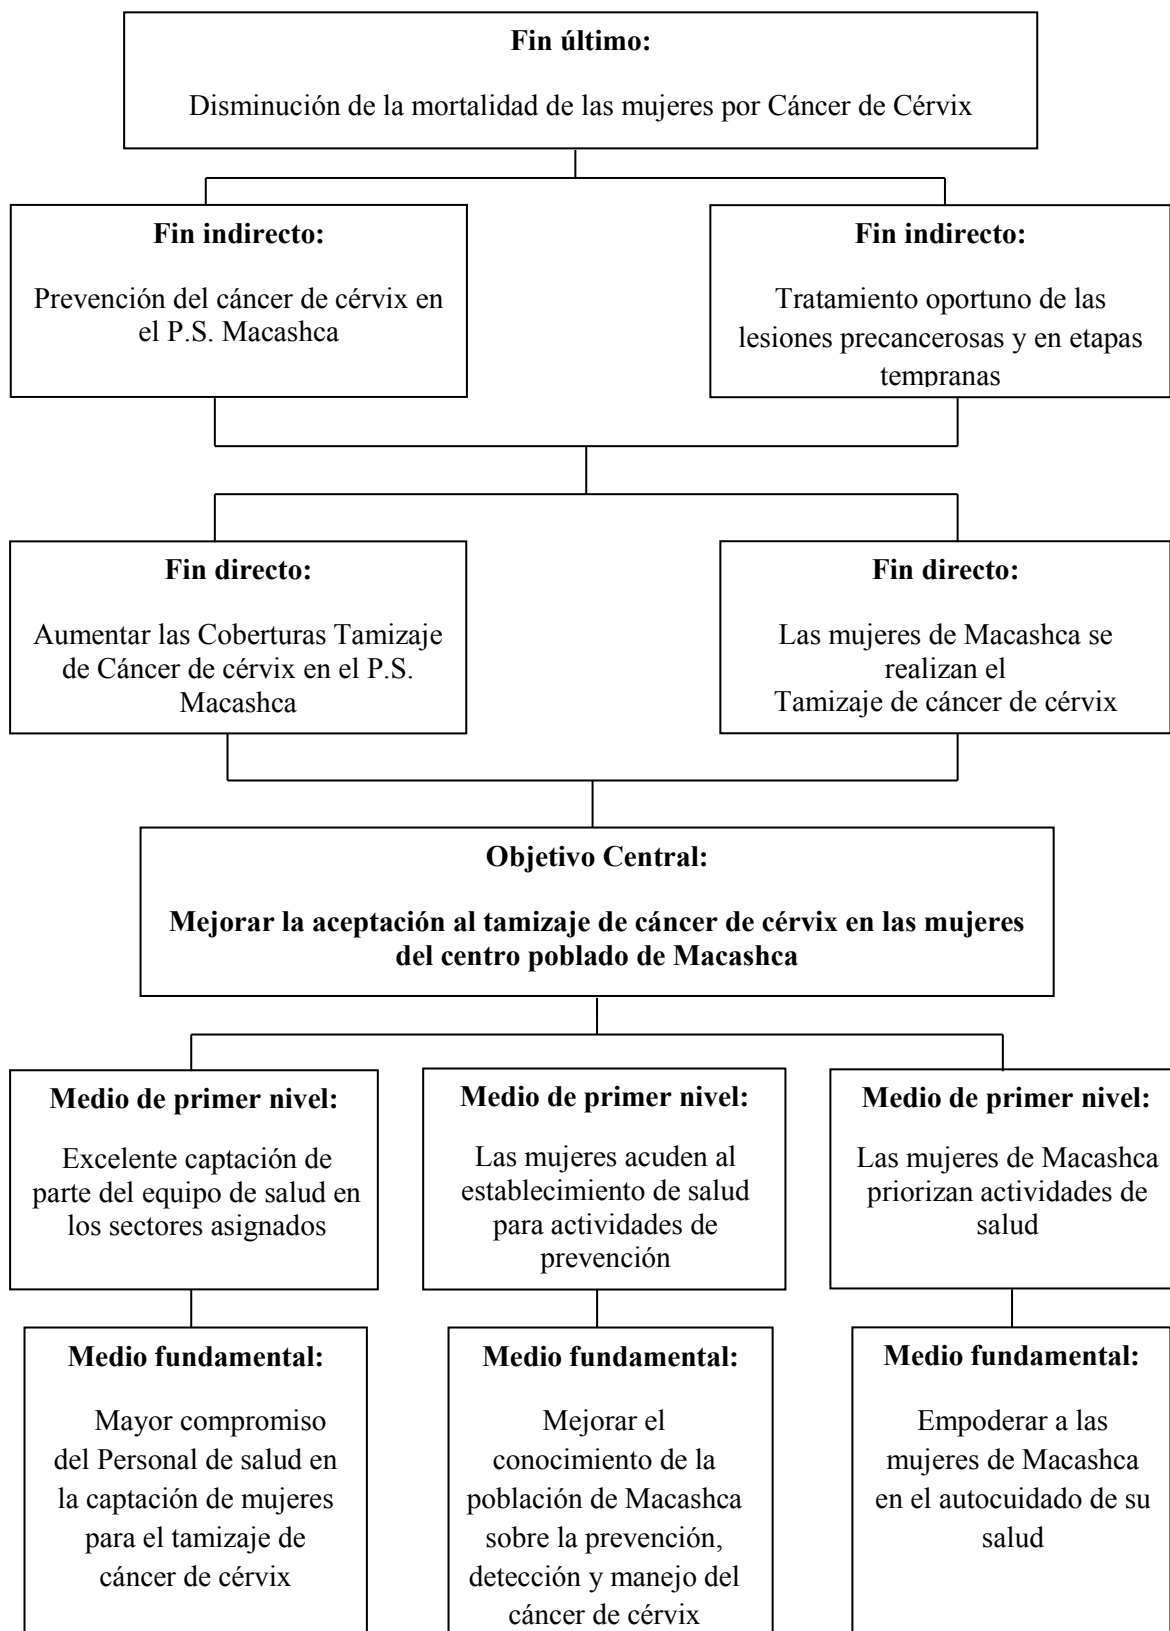 Fin último:
Disminución de la mortalidad de las mujeres por Cáncer de Cérvix
Fin indirecto:
Prevención del cáncer de cérvix en
el P.S. Macashca
Fin indirecto:
Tratamiento oportuno de las
lesiones precancerosas y en etapas
tempranas
Fin directo:
Aumentar las Coberturas Tamizaje
de Cáncer de cérvix en el P.S.
Macashca
Fin directo:
Las mujeres de Macashca se
realizan el
Tamizaje de cáncer de cérvix
Objetivo Central:
Mejorar la aceptación al tamizaje de cáncer de cérvix en las mujeres
del centro poblado de Macashca
Medio de primer nivel:
Excelente captación de
parte del equipo de salud en
los sectores asignados
Medio de primer nivel:
Las mujeres acuden al
establecimiento de salud
para actividades de
prevención
Medio de primer nivel:
Las mujeres de Macashca
priorizan actividades de
salud
Medio fundamental:
Mayor compromiso
del Personal de salud en
la captación de mujeres
para el tamizaje de
cáncer de cérvix
Medio fundamental:
Mejorar el
conocimiento de la
población de Macashca
sobre la prevención,
detección y manejo del
cáncer de cérvix
Medio fundamental:
Empoderar a las
mujeres de Macashca
en el autocuidado de su
salud